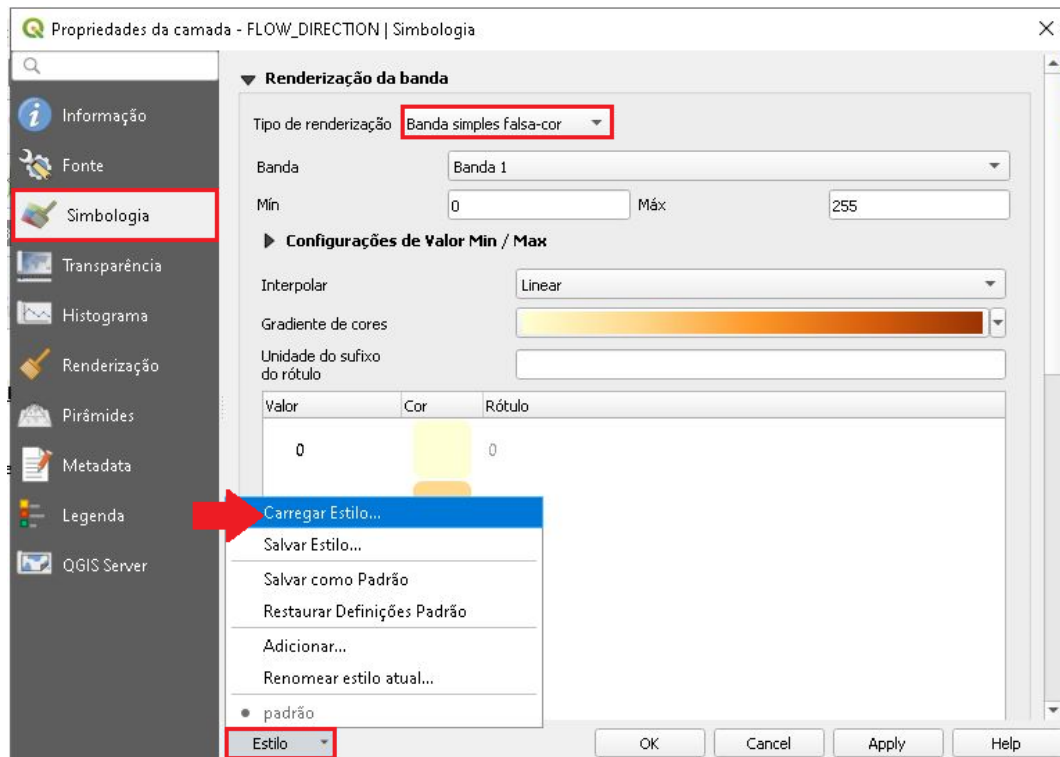 Propriedades da camada - FLOW_DIRECTION | Simbologia
Informação
Fonte
Simbologia
Transparência
Histograma
Renderização
Pirâmides
Metadata
Legenda
QGIS Server
Renderização da banda
Tipo de renderização Banda simples falsa-cor
Banda Banda 1
Mín 0 Máx 255
Configurações de Valor Min / Max
Interpolar Linear
Gradiente de cores
Unidade do sufixo
do rótulo
Valor Cor Rótulo
0 0
Carregar Estilo...
Salvar Estilo...
Salvar como Padrão
Restaurar Definições Padrão
Adicionar...
Renomear estilo atual...
padrão
Estilo OK Cancel Apply Help